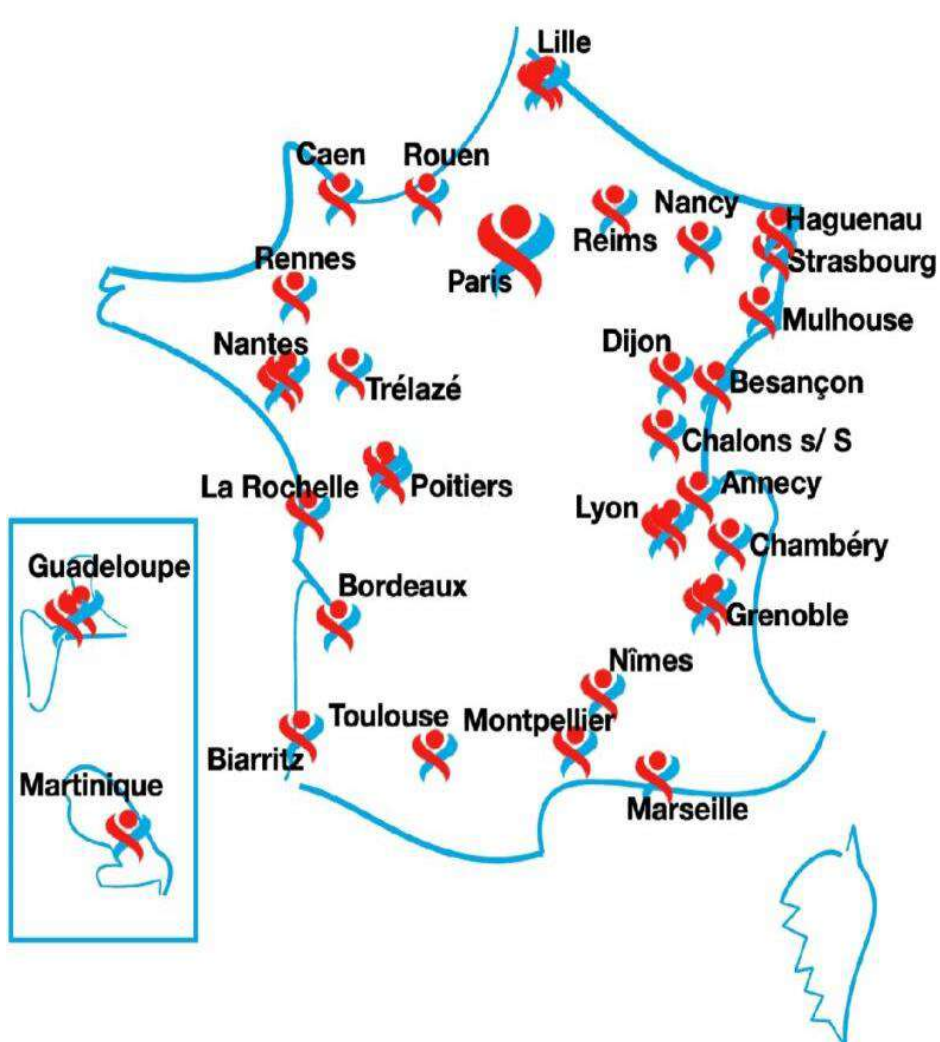 Lille
Caen
Rouen
Nancy
Haguenau
Reims
Strasbourg
Rennes
Paris
Mulhouse
Nantes
Dijon
Trélazé
Besançon
Chalons s/ S
La Rochelle
Poitiers
Annecy
Lyon
Chambéry
Guadeloupe
Bordeaux
Grenoble
Nîmes
Toulouse
Montpellier
Biarritz
Martinique
Marseille